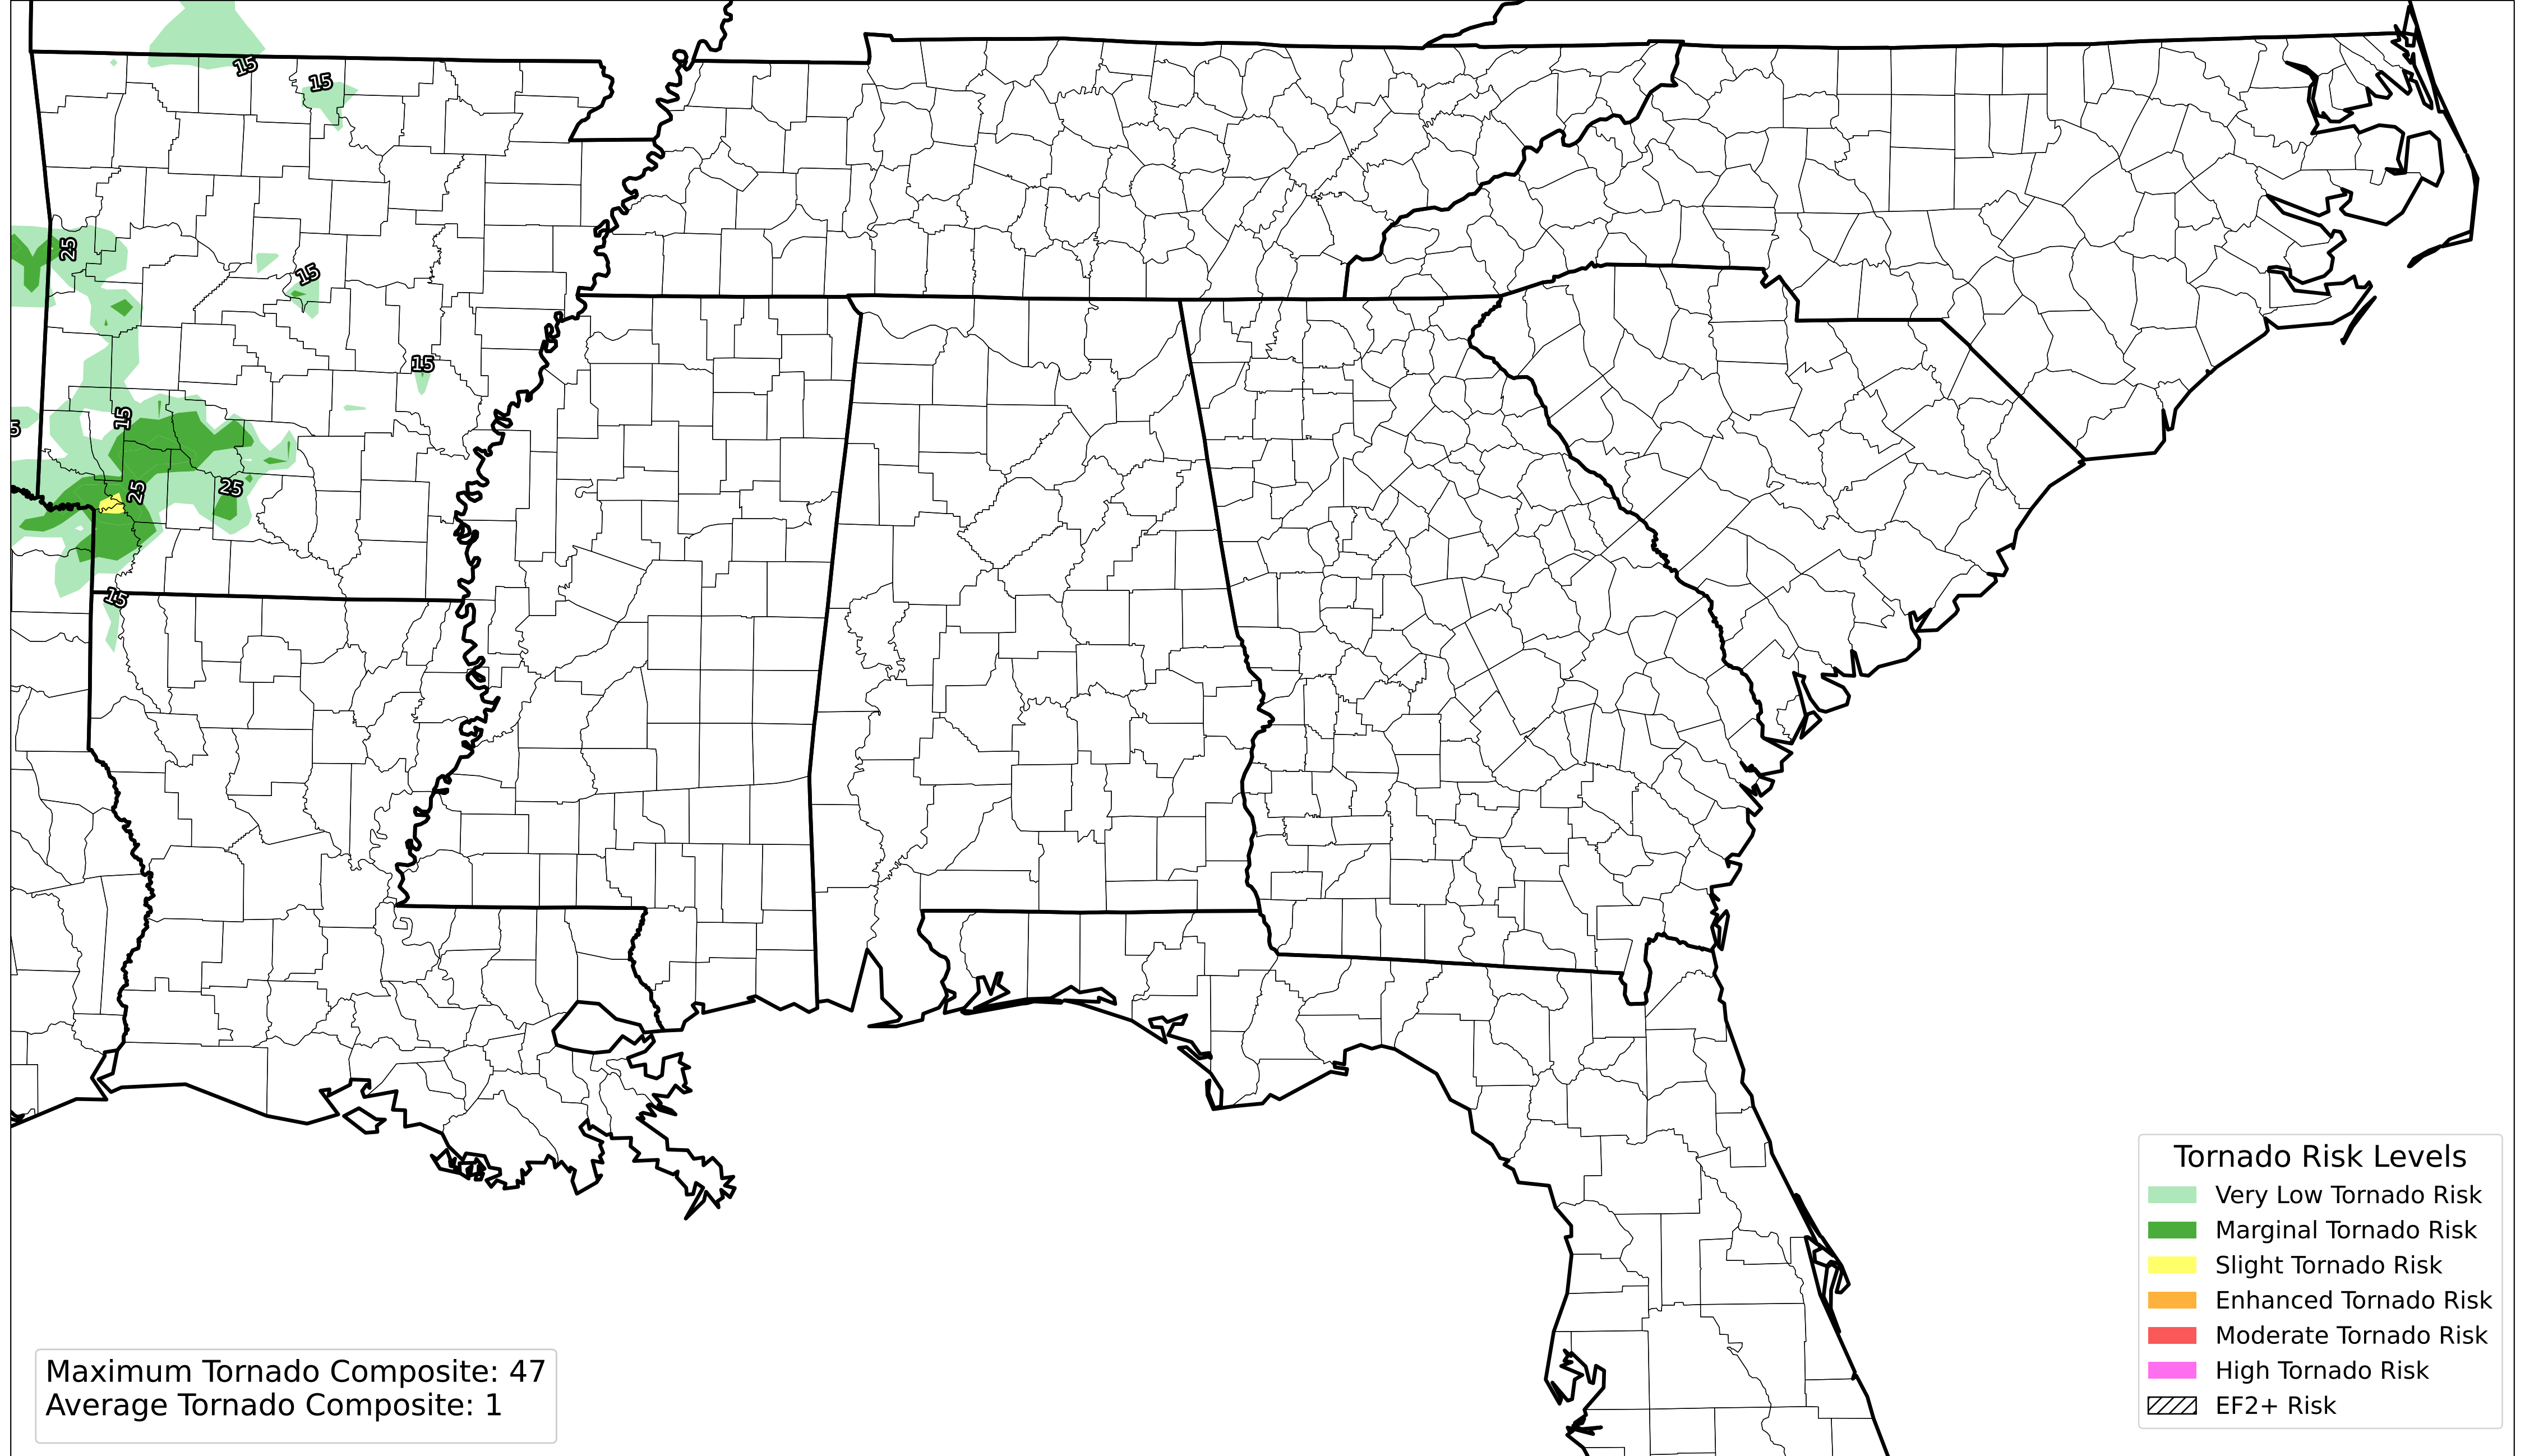 15
15
25
15
15
15
5
25
25
15
Tornado Risk Levels
Very Low Tornado Risk
Marginal Tornado Risk
Slight Tornado Risk
Enhanced Tornado Risk
Moderate Tornado Risk
High Tornado Risk
EF2+ Risk
Maximum Tornado Composite: 47
Average Tornado Composite: 1